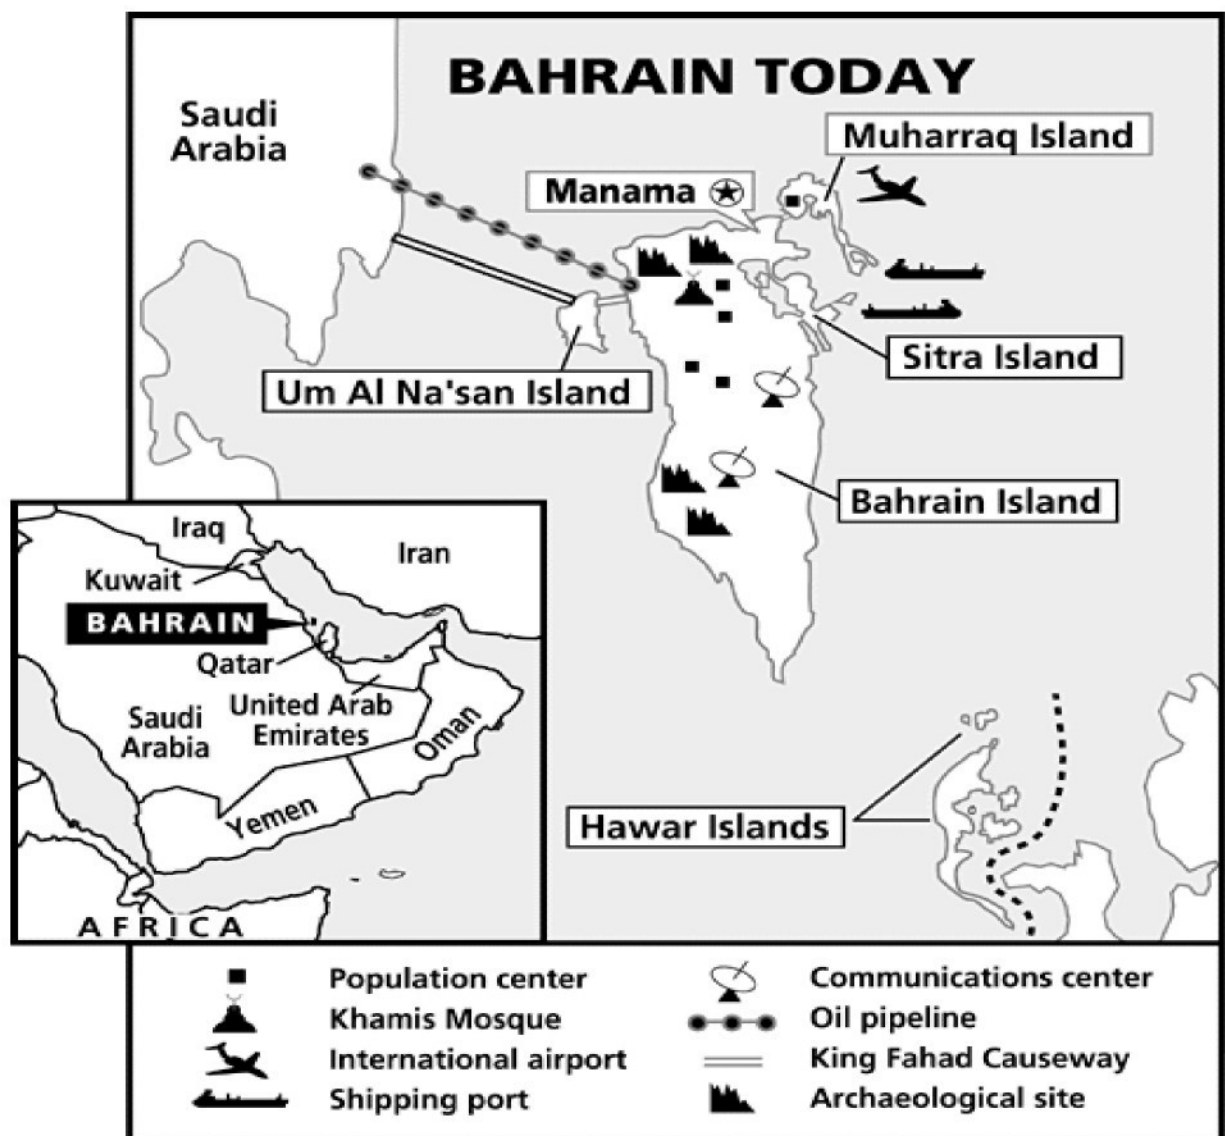 BAHRAIN TODAY
Saudi
Arabia
Muharraq Island
Manama
Sitra Island
Um Al Na'san Island
Bahrain Island
Iraq
Iran
Kuwait
BAHRAIN
Qatar
United Arab
Emirates
Saudi
Arabia
Oman
Yemen
AFRICA
Hawar Islands
Population center
Khamis Mosque
International airport
Shipping port
Communications center
Oil pipeline
King Fahad Causeway
Archaeological site